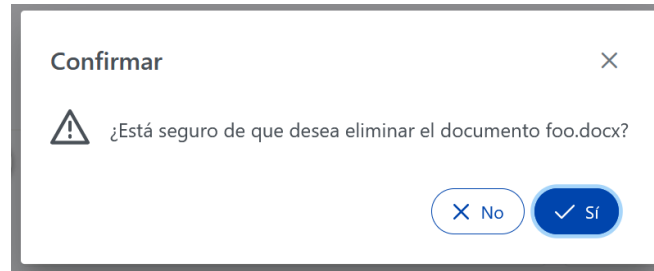 Confirmar
¿Está seguro de que desea eliminar el documento foo.docx?
No
Sí